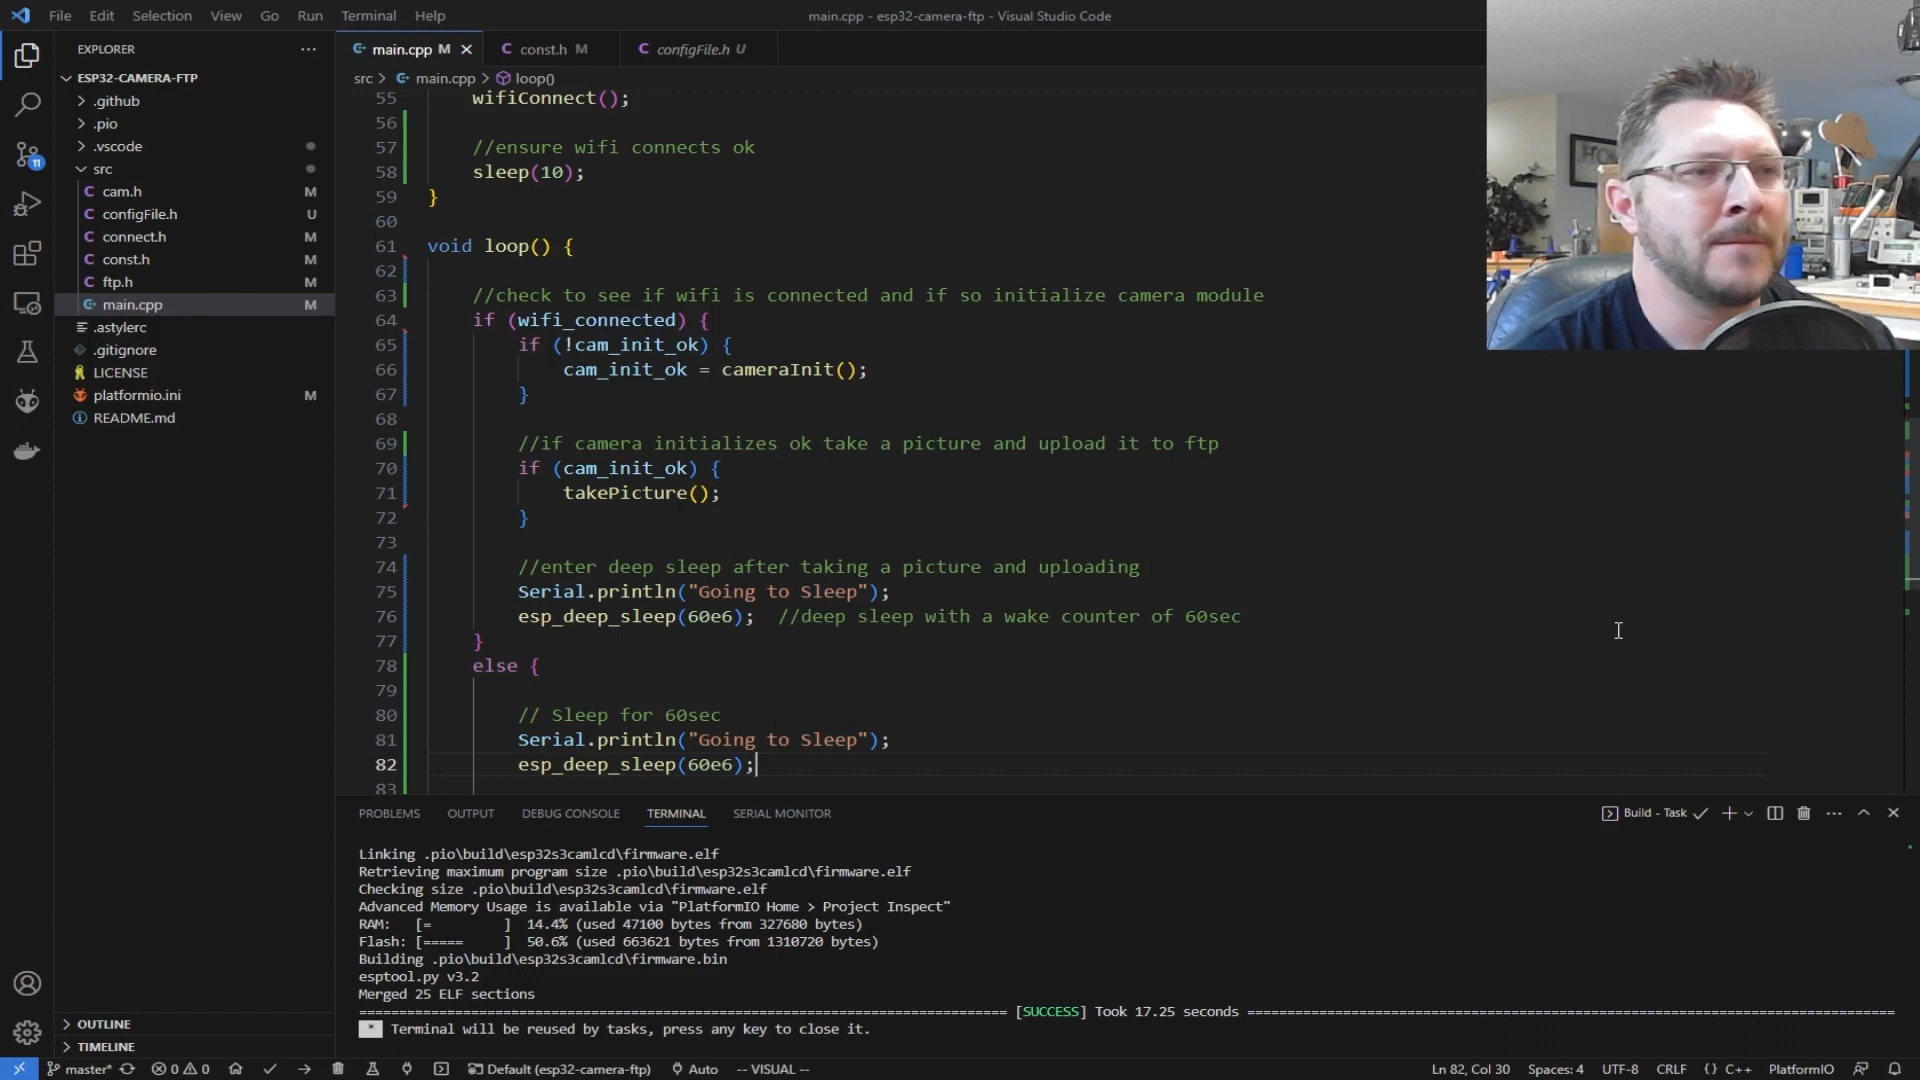 File Edit Selection View Go Run Terminal Help
main.cpp - esp32-camera-ftp - Visual Studio Code
EXPLORER
main.cpp M
const.h M
configFile.h U
ESP32-CAMERA-FTP
src > main.cpp > loop()
.github
.pio
.vscode
src
cam.h M
configFile.h U
connect.h M
const.h M
ftp.h M
main.cpp M
.astylerc
.gitignore
LICENSE
platformio.ini M
README.md
OUTLINE
TIMELINE
11
55 wifiConnect();
56
57 //ensure wifi connects ok
58 sleep(10);
59 }
60
61 void loop() {
62
63 //check to see if wifi is connected and if so initialize camera module
64 if (wifi_connected) {
65 if (!cam_init_ok) {
66 cam_init_ok = cameraInit();
67 }
68
69 //if camera initializes ok take a picture and upload it to ftp
70 if (cam_init_ok) {
71 takePicture();
72 }
73
74 //enter deep sleep after taking a picture and uploading
75 Serial.println("Going to Sleep");
76 esp_deep_sleep(60e6); //deep sleep with a wake counter of 60sec
77 }
78 else {
79
80 // Sleep for 60sec
81 Serial.println("Going to Sleep");
82 esp_deep_sleep(60e6);
83
PROBLEMS OUTPUT DEBUG CONSOLE TERMINAL SERIAL MONITOR
Build - Task
Linking .pio\build\esp32s3camlcd\firmware.elf
Retrieving maximum program size .pio\build\esp32s3camlcd\firmware.elf
Checking size .pio\build\esp32s3camlcd\firmware.elf
Advanced Memory Usage is available via "PlatformIO Home > Project Inspect"
RAM: [= ] 14.4% (used 47100 bytes from 327680 bytes)
Flash: [===== ] 50.6% (used 663621 bytes from 1310720 bytes)
Building .pio\build\esp32s3camlcd\firmware.bin
esptool.py v3.2
Merged 25 ELF sections
[SUCCESS] Took 17.25 seconds
* Terminal will be reused by tasks, press any key to close it.
master* 0 0 Default (esp32-camera-ftp) Auto -- VISUAL -- Ln 82, Col 30 Spaces: 4 UTF-8 CRLF {} C++ PlatformIO